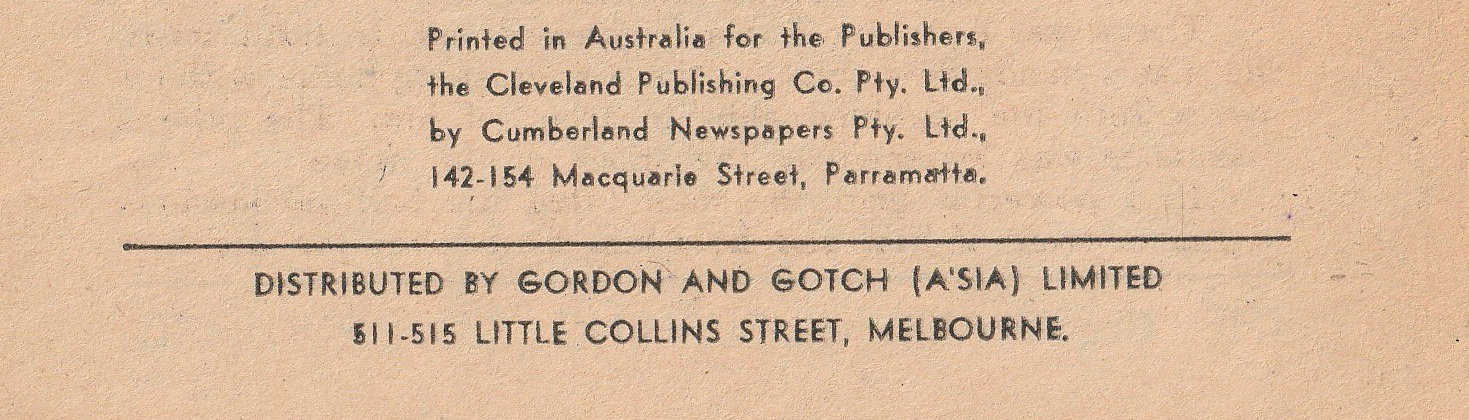 Printed in Australia for the Publishers,
the Cleveland Publishing Co. Pty. Ltd.,
by Cumberland Newspapers Pty. Ltd.,
142-154 Macquarie Street, Parramatta.
DISTRIBUTED BY GORDON AND GOTCH (A'SIA) LIMITED
511-515 LITTLE COLLINS STREET, MELBOURNE.